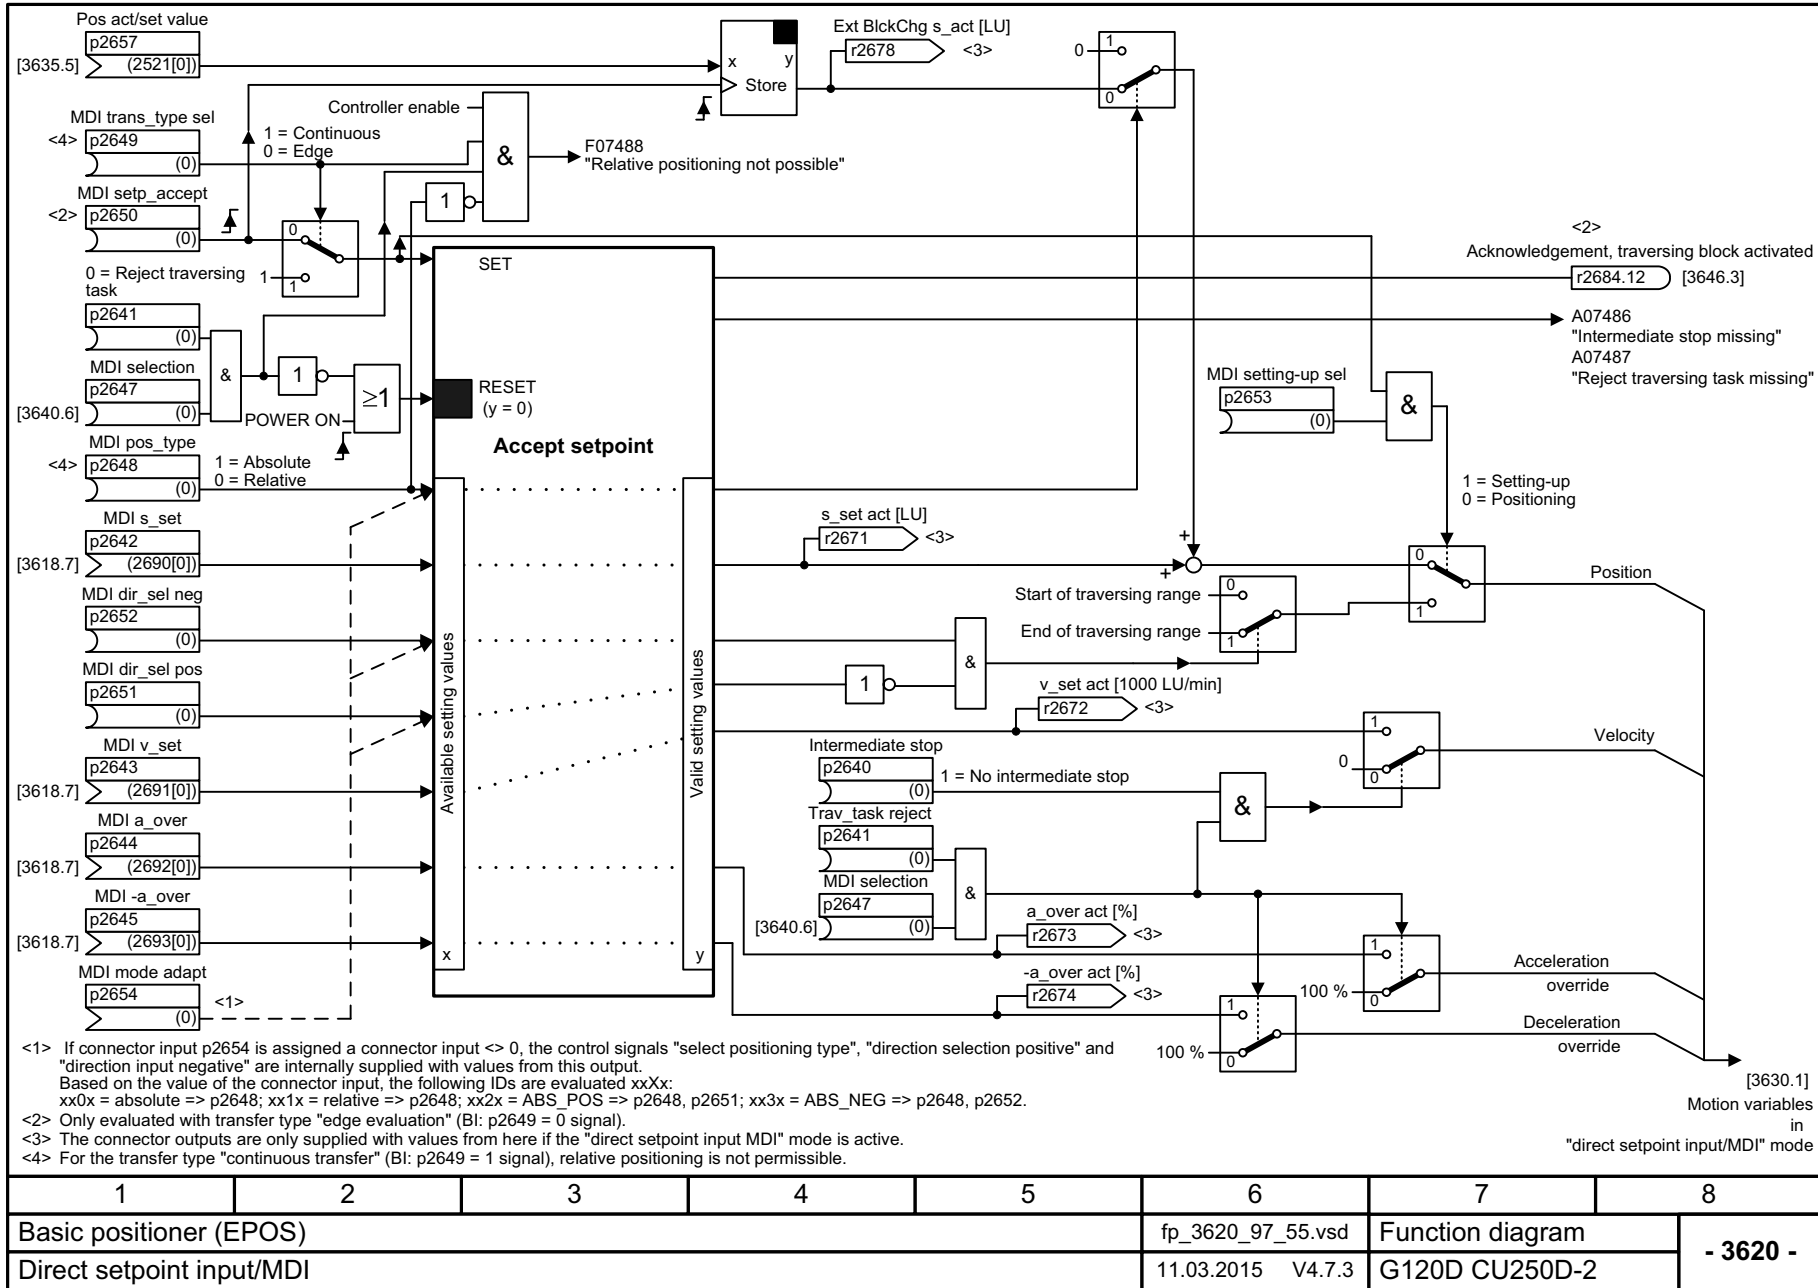 Pos act/set value
p2657
[3635.5]
(2521[0])
MDI trans_type sel
<4>
p2649
(0)
1 = Continuous
0 = Edge
MDI setp_accept
<2>
p2650
(0)
0
1
1
0 = Reject traversing
task
p2641
(0)
MDI selection
p2647
[3640.6]
(0)
&
1
POWER ON
≥1
MDI pos_type
<4>
p2648
(0)
1 = Absolute
0 = Relative
MDI s_set
p2642
[3618.7]
(2690[0])
MDI dir_sel neg
p2652
(0)
MDI dir_sel pos
p2651
(0)
MDI v_set
p2643
[3618.7]
(2691[0])
MDI a_over
p2644
[3618.7]
(2692[0])
MDI -a_over
p2645
[3618.7]
(2693[0])
MDI mode adapt
p2654
<1>
(0)
Controller enable
&
1
F07488
"Relative positioning not possible"
x
y
Store
Ext BlckChg s_act [LU]
r2678
<3>
0
1
0
SET
RESET
(y = 0)
Accept setpoint
Available setting values
x
Valid setting values
y
<2>
Acknowledgement, traversing block activated
r2684.12
[3646.3]
A07486
"Intermediate stop missing"
A07487
"Reject traversing task missing"
MDI setting-up sel
p2653
(0)
&
1 = Setting-up
0 = Positioning
s_set act [LU]
r2671
<3>
+
+
Start of traversing range
0
End of traversing range
1
0
1
Position
&
1
v_set act [1000 LU/min]
r2672
<3>
1
0
0
Velocity
Intermediate stop
p2640
1 = No intermediate stop
(0)
&
Trav_task reject
p2641
(0)
MDI selection
p2647
[3640.6]
(0)
&
a_over act [%]
r2673
<3>
1
100 %
0
Acceleration
override
-a_over act [%]
r2674
<3>
1
100 %
0
Deceleration
override
[3630.1]
Motion variables
in
"direct setpoint input/MDI" mode
<1> If connector input p2654 is assigned a connector input <> 0, the control signals "select positioning type", "direction selection positive" and
"direction input negative" are internally supplied with values from this output.
Based on the value of the connector input, the following IDs are evaluated xxXx:
xx0x = absolute => p2648; xx1x = relative => p2648; xx2x = ABS_POS => p2648, p2651; xx3x = ABS_NEG => p2648, p2652.
<2> Only evaluated with transfer type "edge evaluation" (BI: p2649 = 0 signal).
<3> The connector outputs are only supplied with values from here if the "direct setpoint input MDI" mode is active.
<4> For the transfer type "continuous transfer" (BI: p2649 = 1 signal), relative positioning is not permissible.
1 2 3 4 5 6 7 8
Basic positioner (EPOS)
fp_3620_97_55.vsd
Function diagram
- 3620 -
Direct setpoint input/MDI
11.03.2015 V4.7.3
G120D CU250D-2